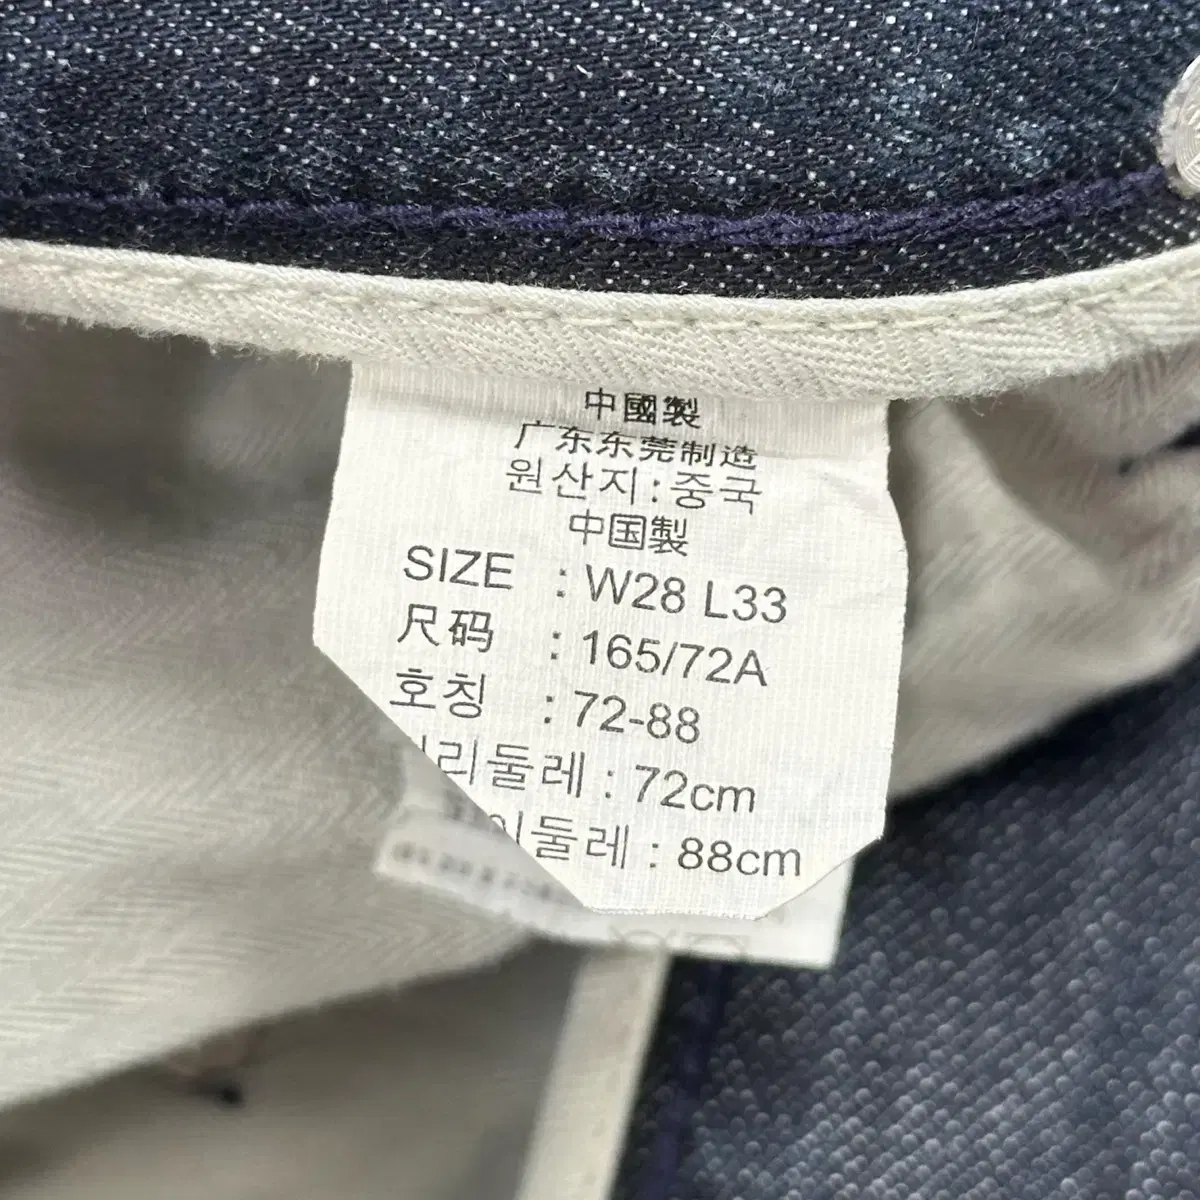 中國製
广东东莞制造
원산지 : 중국
中国製
SIZE : W28 L33
尺码 : 165/72A
호칭 : 72-88
리둘레 : 72cm
이둘레 : 88cm